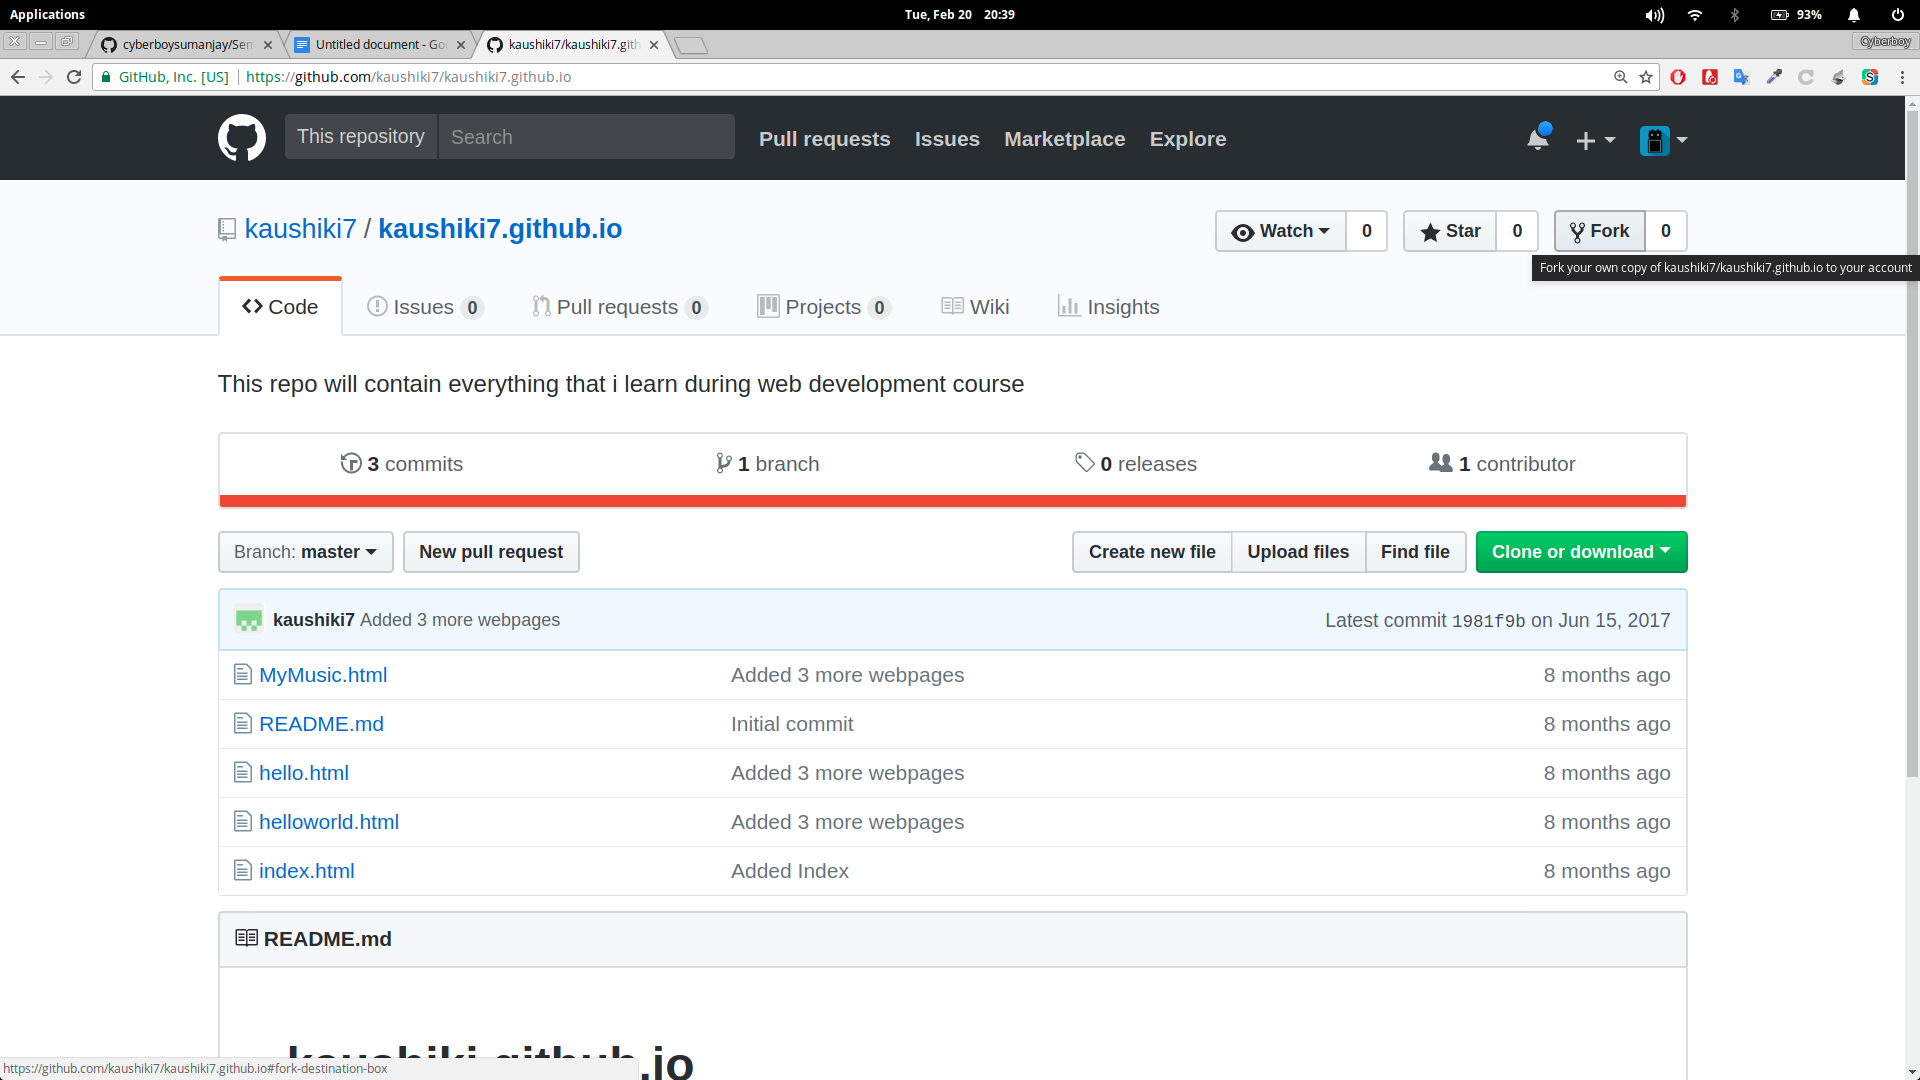 Applications
Tue, Feb 20 20:39
93%
cyberboysumanjay/Sem
Untitled document - Goo
kaushiki7/kaushiki7.gith
Cyberboy
GitHub, Inc. [US]
https://github.com/kaushiki7/kaushiki7.github.io
This repository
Search
Pull requests
Issues
Marketplace
Explore
kaushiki7 / kaushiki7.github.io
Watch 0
Star 0
Fork 0
Fork your own copy of kaushiki7/kaushiki7.github.io to your account
Code
Issues 0
Pull requests 0
Projects 0
Wiki
Insights
This repo will contain everything that i learn during web development course
3 commits
1 branch
0 releases
1 contributor
Branch: master
New pull request
Create new file
Upload files
Find file
Clone or download
kaushiki7 Added 3 more webpages
Latest commit 1981f9b on Jun 15, 2017
MyMusic.html Added 3 more webpages 8 months ago
README.md Initial commit 8 months ago
hello.html Added 3 more webpages 8 months ago
helloworld.html Added 3 more webpages 8 months ago
index.html Added Index 8 months ago
README.md
kaushiki.github.io
https://github.com/kaushiki7/kaushiki7.github.io#fork-destination-box